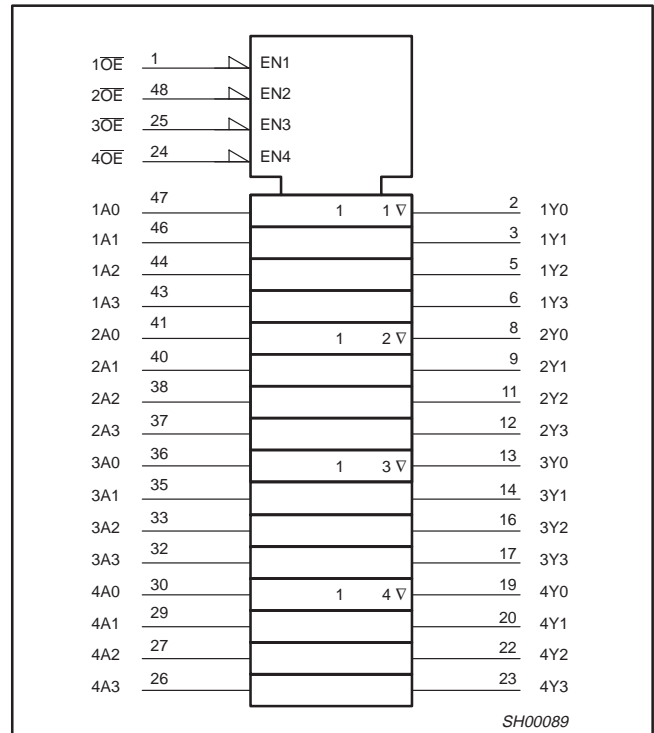 1O̅E̅ 1 EN1
2O̅E̅ 48 EN2
3O̅E̅ 25 EN3
4O̅E̅ 24 EN4
1A0 47 1 1 ∇ 2 1Y0
1A1 46 3 1Y1
1A2 44 5 1Y2
1A3 43 6 1Y3
2A0 41 1 2 ∇ 8 2Y0
2A1 40 9 2Y1
2A2 38 11 2Y2
2A3 37 12 2Y3
3A0 36 1 3 ∇ 13 3Y0
3A1 35 14 3Y1
3A2 33 16 3Y2
3A3 32 17 3Y3
4A0 30 1 4 ∇ 19 4Y0
4A1 29 20 4Y1
4A2 27 22 4Y2
4A3 26 23 4Y3
SH00089